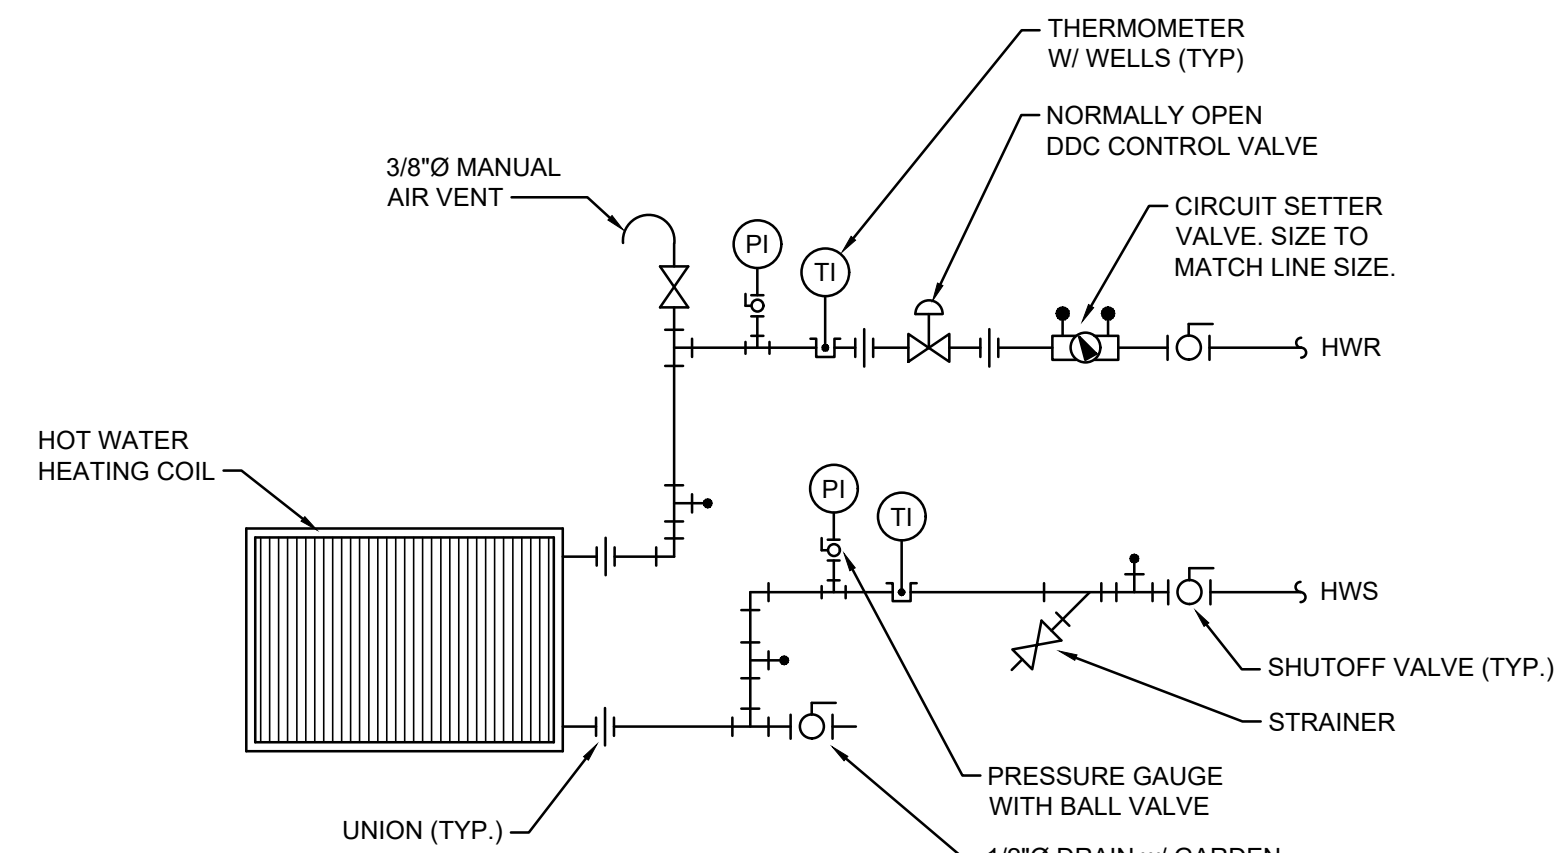 THERMOMETER
W/ WELLS (TYP)
NORMALLY OPEN
DDC CONTROL VALVE
3/8"Ø MANUAL
AIR VENT
CIRCUIT SETTER
VALVE. SIZE TO
MATCH LINE SIZE.
PI
TI
HWR
HOT WATER
HEATING COIL
PI
TI
HWS
SHUTOFF VALVE (TYP.)
STRAINER
PRESSURE GAUGE
WITH BALL VALVE
UNION (TYP.)
DRAIN w/ GARDEN